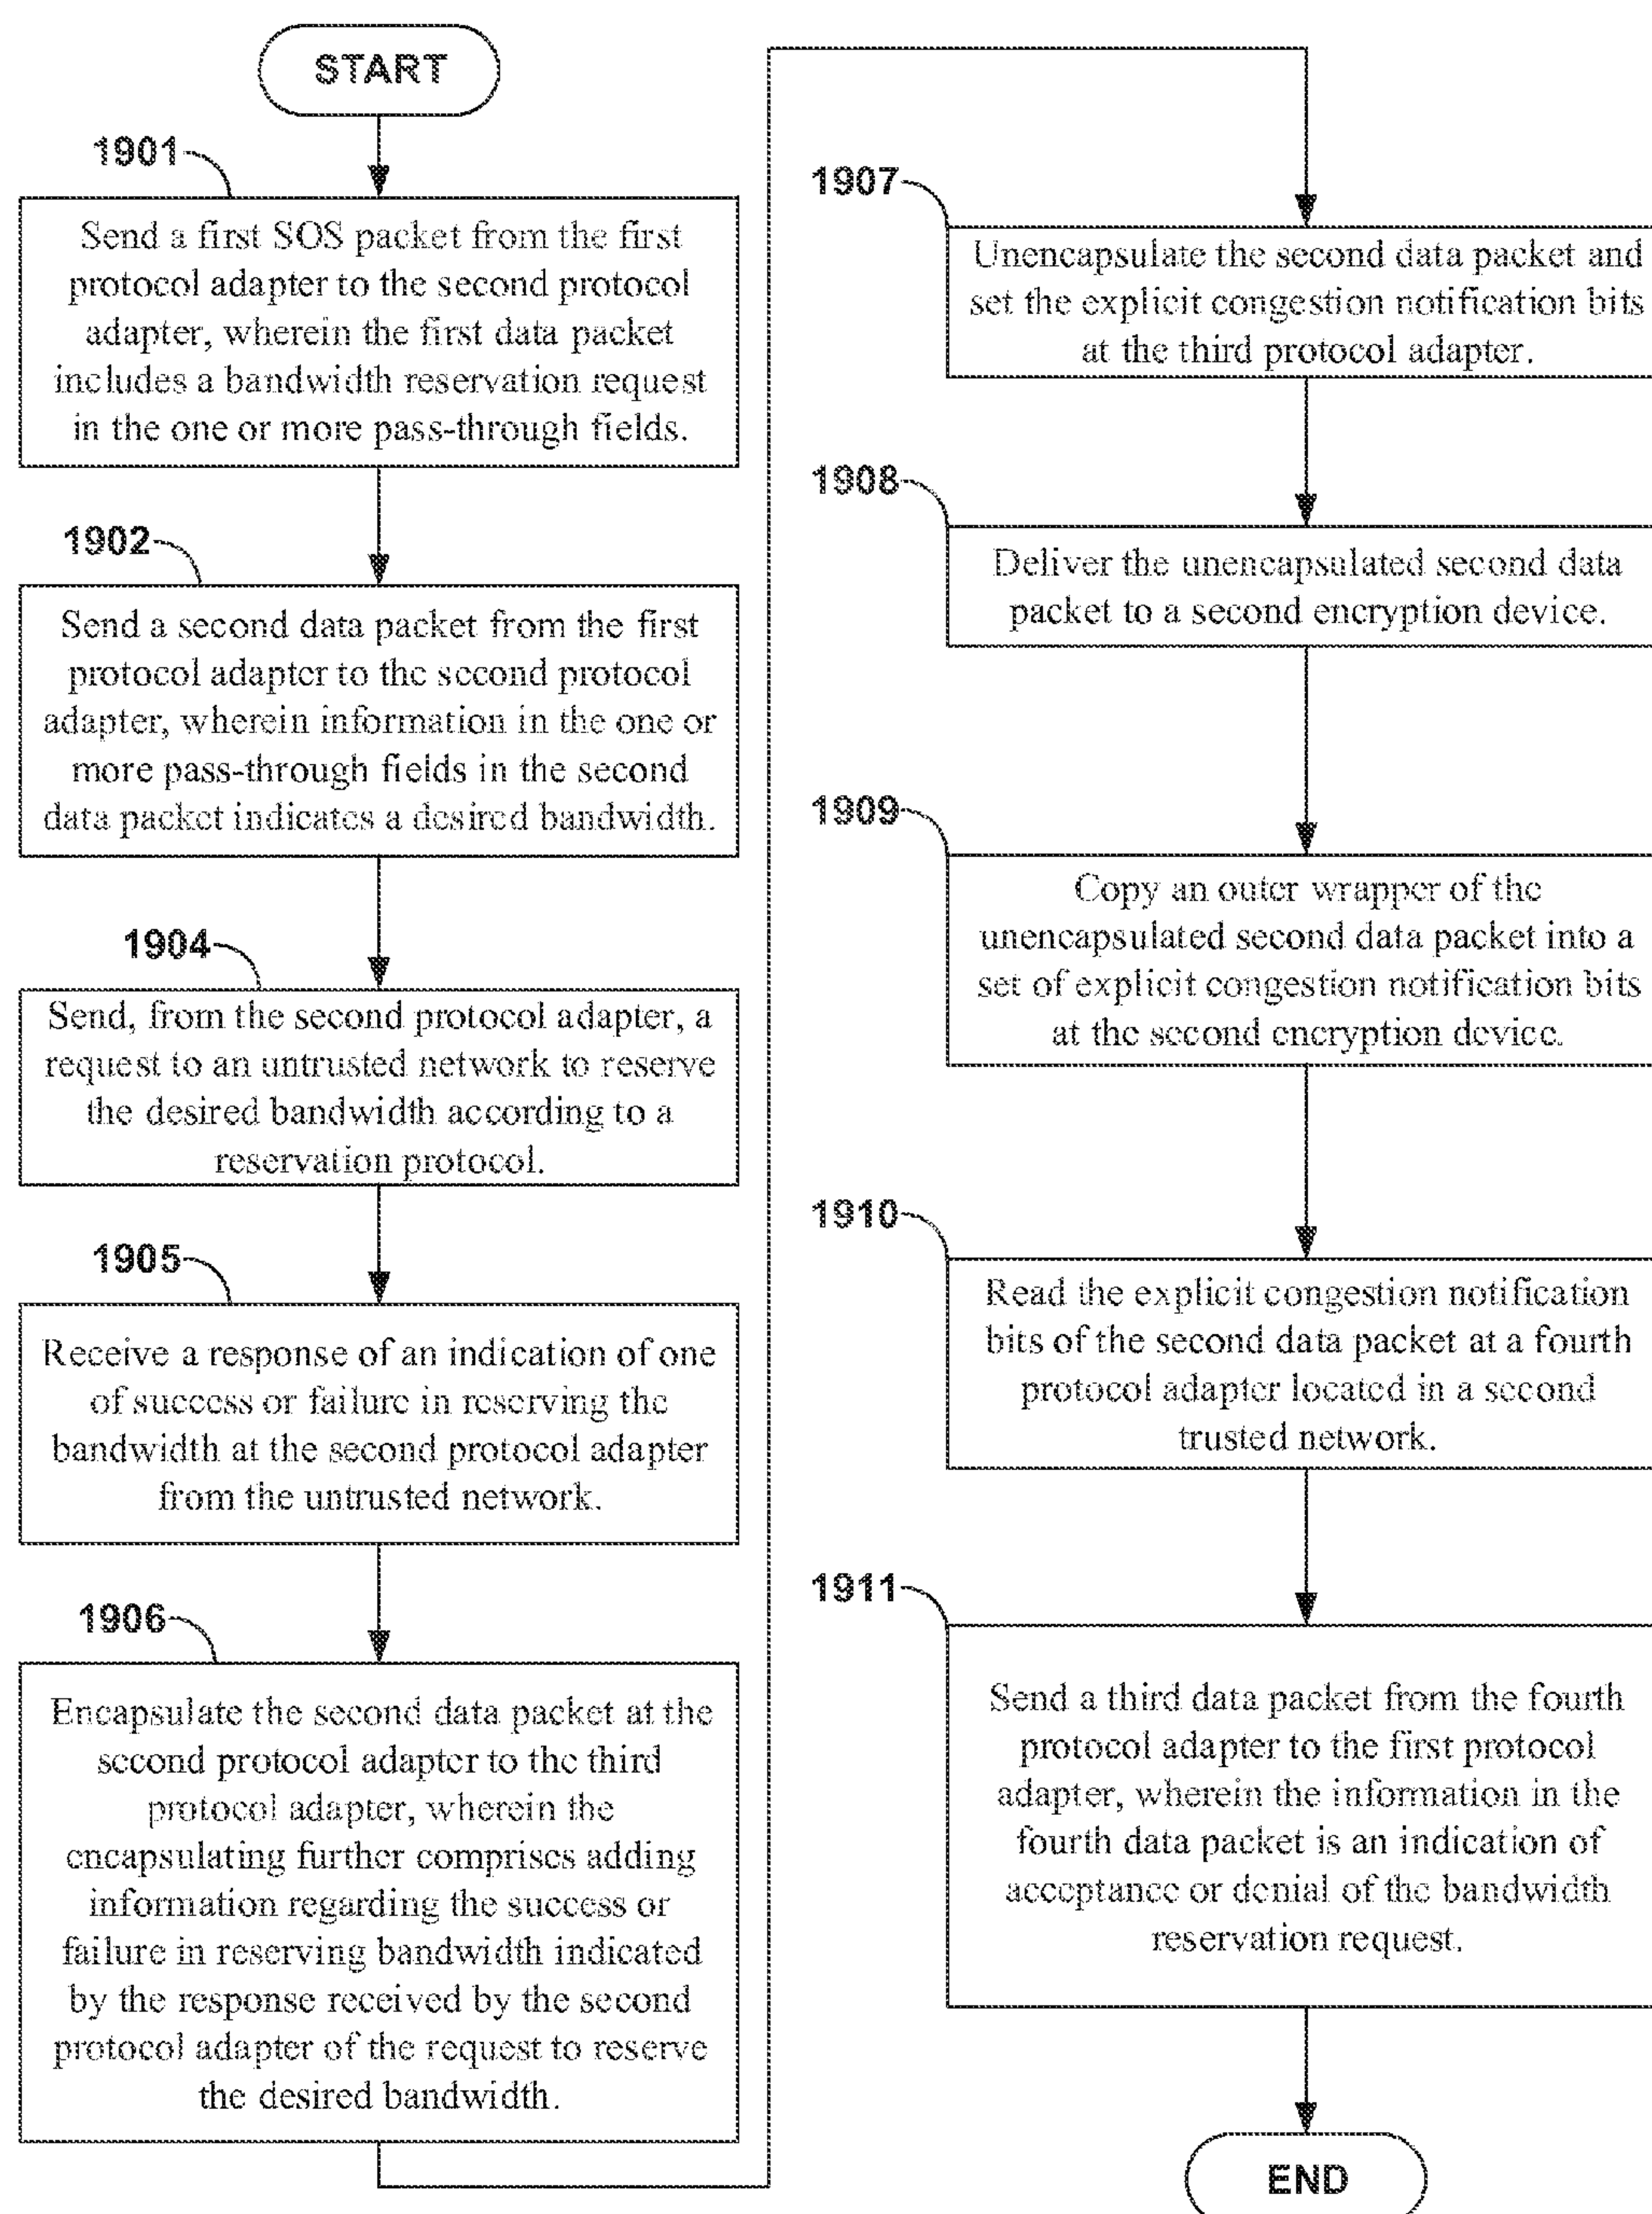 START
1901
Send a first SOS packet from the first
protocol adapter to the second protocol
adapter, wherein the first data packet
includes a bandwidth reservation request
in the one or more pass-through fields.
1902
Send a second data packet from the first
protocol adapter to the second protocol
adapter, wherein information in the one or
more pass-through fields in the second
data packet indicates a desired bandwidth.
1904
Send, from the second protocol adapter, a
request to an untrusted network to reserve
the desired bandwidth according to a
reservation protocol.
1905
Receive a response of an indication of one
of success or failure in reserving the
bandwidth at the second protocol adapter
from the untrusted network.
1906
Encapsulate the second data packet at the
second protocol adapter to the third
protocol adapter, wherein the
encapsulating further comprises adding
information regarding the success or
failure in reserving bandwidth indicated
by the response received by the second
protocol adapter of the request to reserve
the desired bandwidth.
1907
Unencapsulate the second data packet and
set the explicit congestion notification bits
at the third protocol adapter.
1908
Deliver the unencapsulated second data
packet to a second encryption device.
1909
Copy an outer wrapper of the
unencapsulated second data packet into a
set of explicit congestion notification bits
at the second encryption device.
1910
Read the explicit congestion notification
bits of the second data packet at a fourth
protocol adapter located in a second
trusted network.
1911
Send a third data packet from the fourth
protocol adapter to the first protocol
adapter, wherein the information in the
fourth data packet is an indication of
acceptance or denial of the bandwidth
reservation request.
END